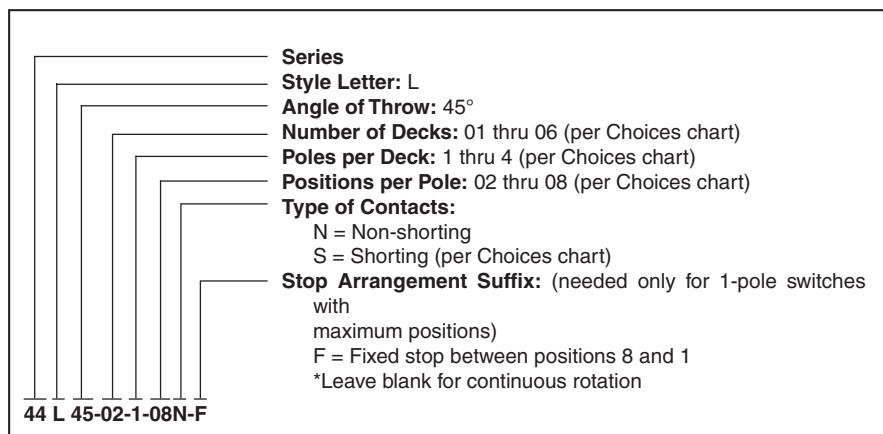 Series
Style Letter: L
Angle of Throw: 45°
Number of Decks: 01 thru 06 (per Choices chart)
Poles per Deck: 1 thru 4 (per Choices chart)
Positions per Pole: 02 thru 08 (per Choices chart)
Type of Contacts:
N = Non-shorting
S = Shorting (per Choices chart)
Stop Arrangement Suffix: (needed only for 1-pole switches
with
maximum positions)
F = Fixed stop between positions 8 and 1
*Leave blank for continuous rotation
44 L 45-02-1-08N-F